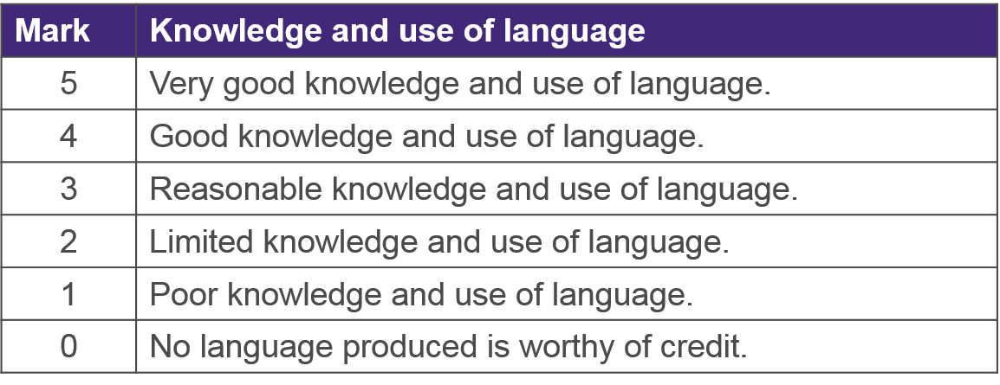 Mark Knowledge and use of language
5 Very good knowledge and use of language.
4 Good knowledge and use of language.
3 Reasonable knowledge and use of language.
2 Limited knowledge and use of language.
1 Poor knowledge and use of language.
0 No language produced is worthy of credit.